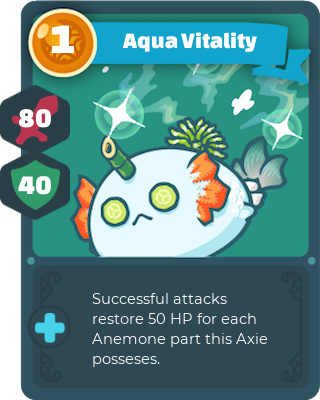 1
Aqua Vitality
80
40
Successful attacks
restore 50 HP for each
Anemone part this Axie
posseses.